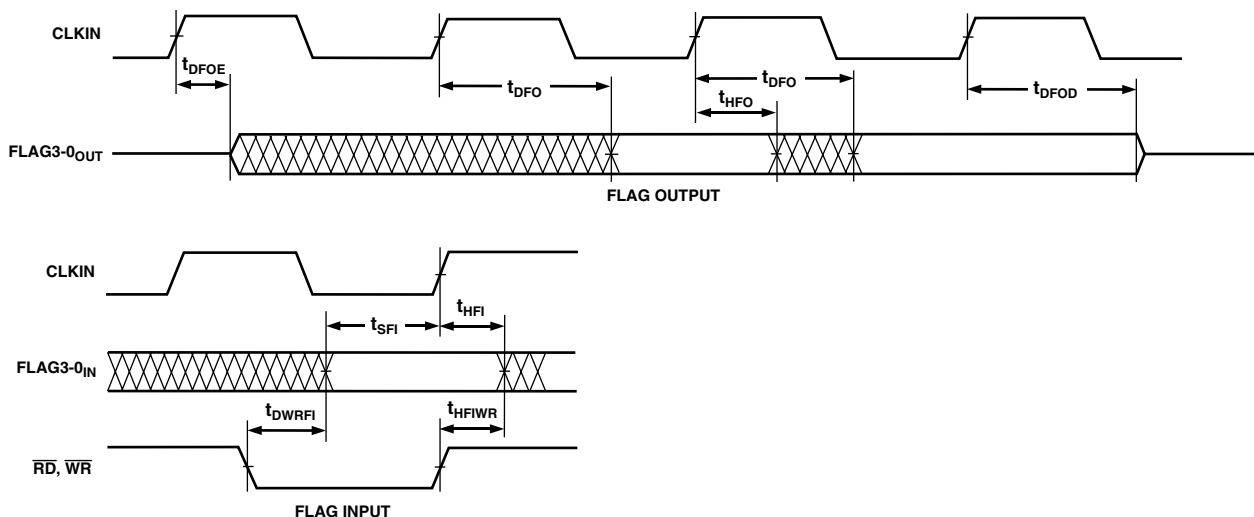 CLKIN
tDFOE
tDFO
tDFO
tHFO
tDFOD
FLAG3-0OUT
FLAG OUTPUT
CLKIN
tSFI
tHFI
FLAG3-0IN
tDWRFI
tHFIWR
RD, WR
FLAG INPUT